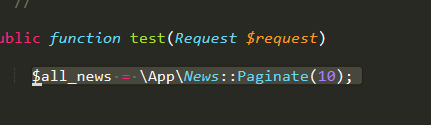 //
ublic function test(Request $request)
$all_news = \App\News::Paginate(10);